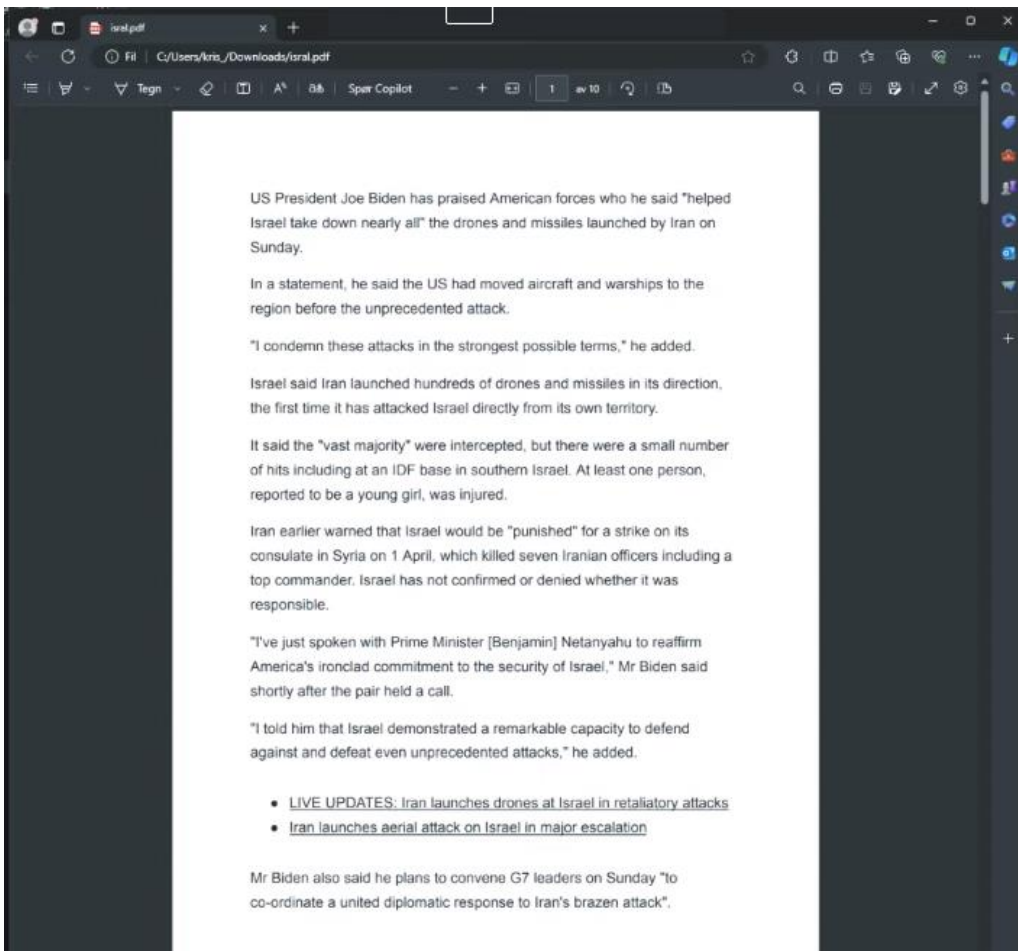 isrel.pdf
Fil C:/Users/kris_/Downloads/isral.pdf
Tegn Spør Copilot 1 av 10
US President Joe Biden has praised American forces who he said "helped
Israel take down nearly all" the drones and missiles launched by Iran on
Sunday.
In a statement, he said the US had moved aircraft and warships to the
region before the unprecedented attack.
"I condemn these attacks in the strongest possible terms," he added.
Israel said Iran launched hundreds of drones and missiles in its direction,
the first time it has attacked Israel directly from its own territory.
It said the "vast majority" were intercepted, but there were a small number
of hits including at an IDF base in southern Israel. At least one person,
reported to be a young girl, was injured.
Iran earlier warned that Israel would be "punished" for a strike on its
consulate in Syria on 1 April, which killed seven Iranian officers including a
top commander. Israel has not confirmed or denied whether it was
responsible.
"I've just spoken with Prime Minister [Benjamin] Netanyahu to reaffirm
America's ironclad commitment to the security of Israel," Mr Biden said
shortly after the pair held a call.
"I told him that Israel demonstrated a remarkable capacity to defend
against and defeat even unprecedented attacks," he added.
LIVE UPDATES: Iran launches drones at Israel in retaliatory attacks
Iran launches aerial attack on Israel in major escalation
Mr Biden also said he plans to convene G7 leaders on Sunday "to
co-ordinate a united diplomatic response to Iran's brazen attack".